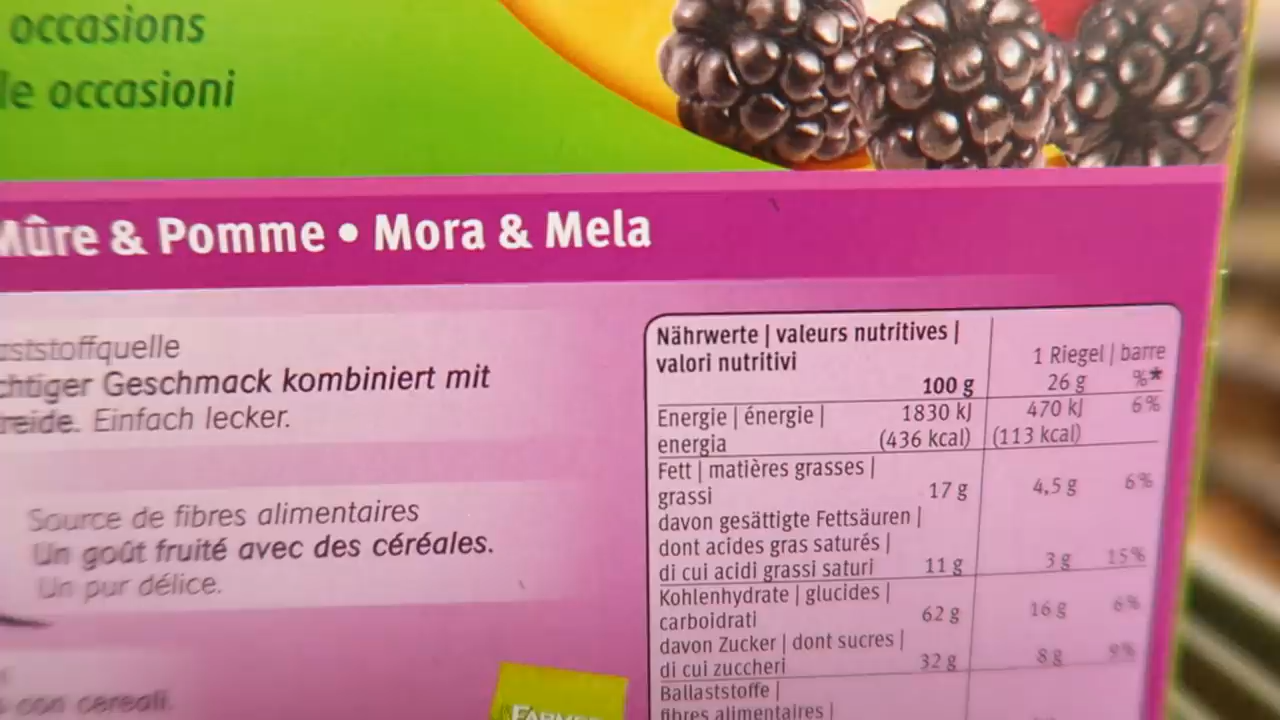 occasions
le occasioni
Mûre & Pomme • Mora & Mela
aststoffquelle
chtiger Geschmack kombiniert mit
reide. Einfach lecker.
Source de fibres alimentaires
Un goût fruité avec des céréales.
Un pur délice.
con cereali.
FARMER
Nährwerte | valeurs nutritives |
valori nutritivi
1 Riegel | barre
100 g 26 g %*
Energie | énergie | 1830 kJ 470 kJ 6%
energia (436 kcal) (113 kcal)
Fett | matières grasses |
grassi 17 g 4,5 g 6%
davon gesättigte Fettsäuren |
dont acides gras saturés |
di cui acidi grassi saturi 11 g 3 g 15%
Kohlenhydrate | glucides |
carboidrati 62 g 16 g 6%
davon Zucker | dont sucres |
di cui zuccheri 32 g 8 g 9%
Ballaststoffe |
fibres alimentaires |